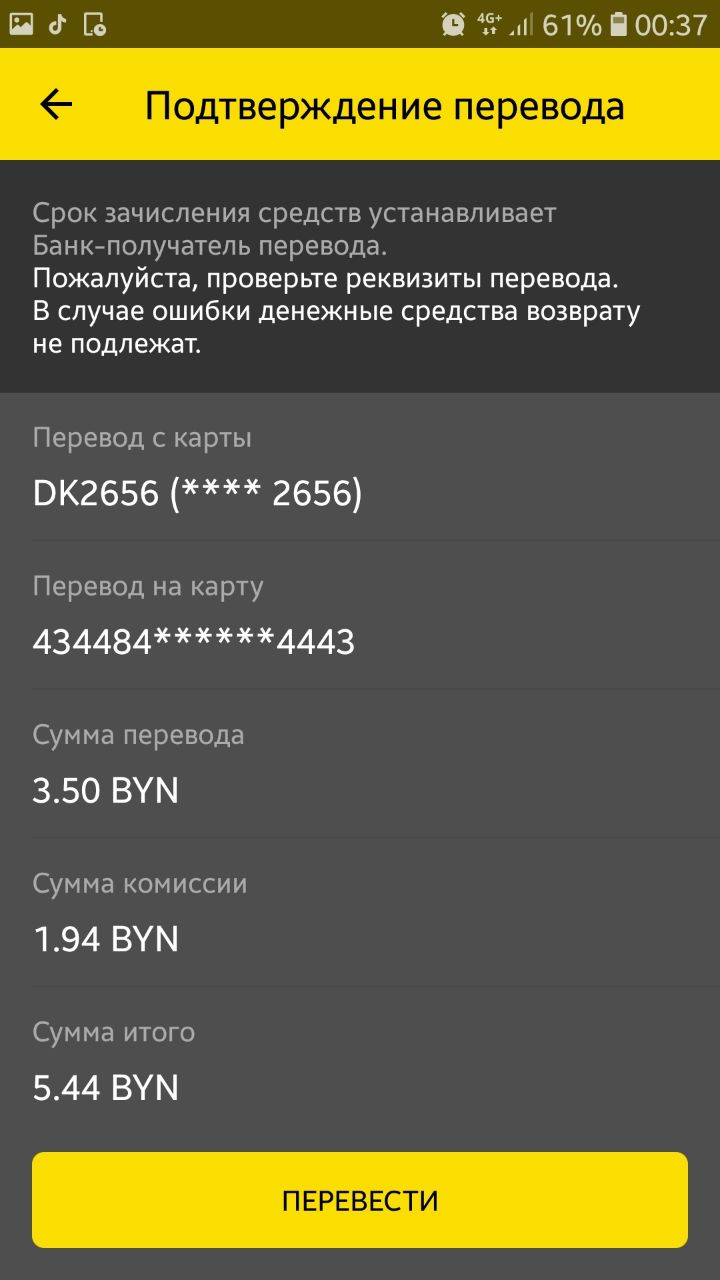 4G+ 61% 00:37
Подтверждение перевода
Срок зачисления средств устанавливает
Банк-получатель перевода.
Пожалуйста, проверьте реквизиты перевода.
В случае ошибки денежные средства возврату
не подлежат.
Перевод с карты
DK2656 (**** 2656)
Перевод на карту
434484******4443
Сумма перевода
3.50 BYN
Сумма комиссии
1.94 BYN
Сумма итого
5.44 BYN
ПЕРЕВЕСТИ